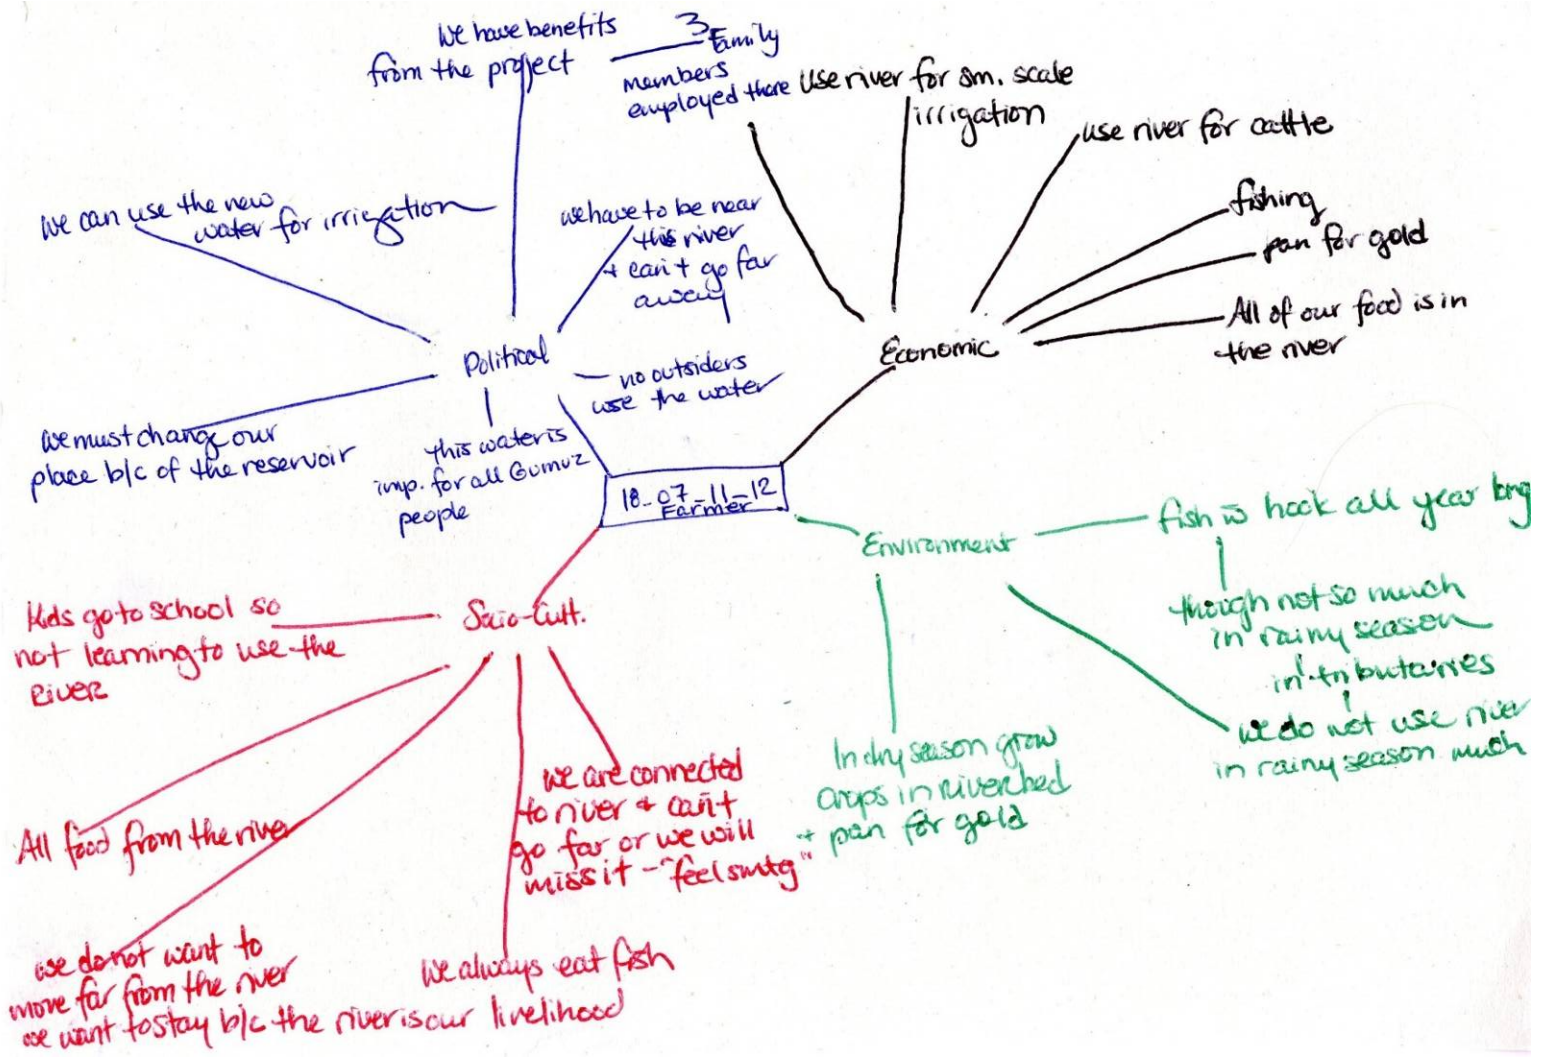 we have benefits
from the project
3 Family
members
employed there
use river for sm. scale
irrigation
use river for cattle
fishing
pan for gold
All of our food is in
the river
Economic
we can use the new
water for irrigation
we have to be near
this river
+ can't go far
away
Political
no outsiders
use the water
we must change our
place b/c of the reservoir
this water is
imp. for all Gumuz
people
18-07-11-12
Farmer
Environment
fish w hook all year long
though not so much
in rainy season
in tributaries
we do not use river
in rainy season much
In dry season grow
crops in riverbed
+ pan for gold
Socio-Cult.
Kids go to school so
not learning to use the
River
All food from the river
we are connected
to river + can't
go far or we will
miss it - "feel smtg"
we do not want to
move far from the river
we want to stay b/c the river is our livelihood
We always eat fish